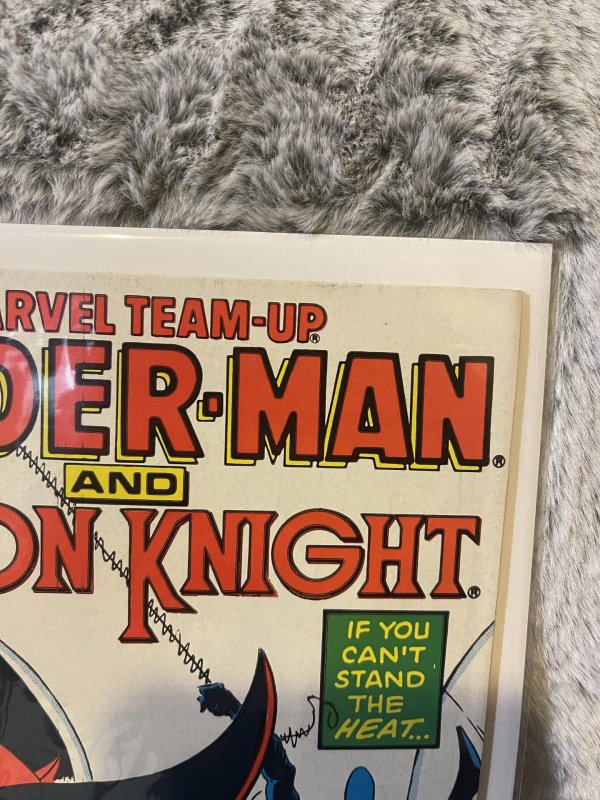 ARVEL TEAM-UP®
DER-MAN®
AND
ON KNIGHT®
IF YOU
CAN'T
STAND
THE
HEAT...